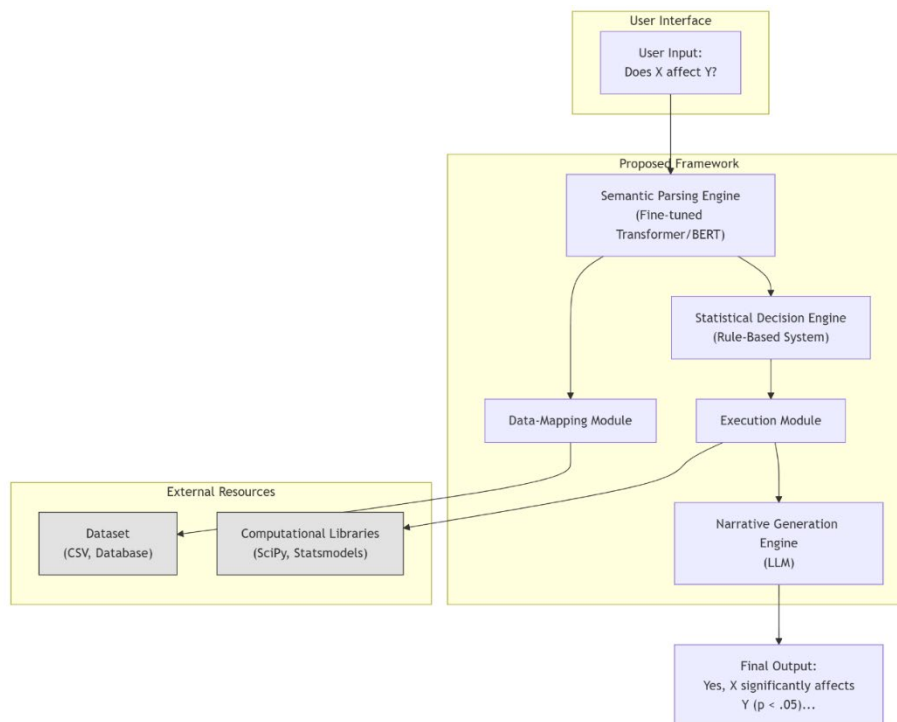 User Interface
User Input:
Does X affect Y?
Proposed Framework
Semantic Parsing Engine
(Fine-tuned
Transformer/BERT)
Statistical Decision Engine
(Rule-Based System)
Data-Mapping Module
Execution Module
External Resources
Dataset
(CSV, Database)
Computational Libraries
(SciPy, Statsmodels)
Narrative Generation
Engine
(LLM)
Final Output:
Yes, X significantly affects
Y (p < .05)...